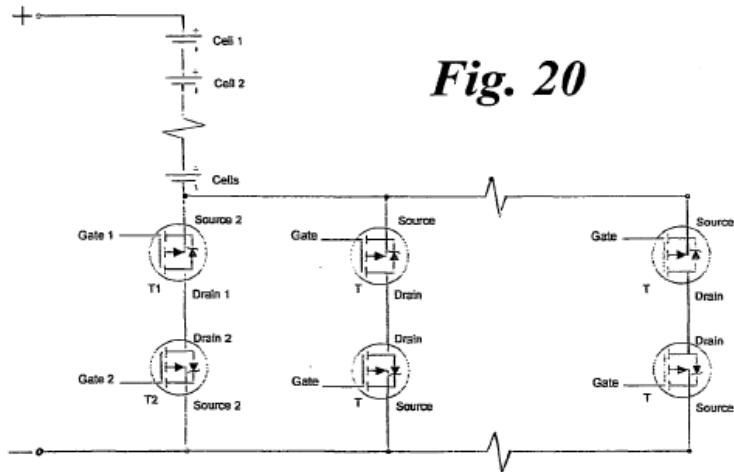 +
Cell 1
Cell 2
Fig. 20
Cells
Source 2
Source
Source
Gate 1
Gate
Gate
T1
Drain 1
T
Drain
T
Drain
Drain 2
Drain
Drain
Gate 2
Gate
Gate
T2
Source 2
T
Source
T
Source